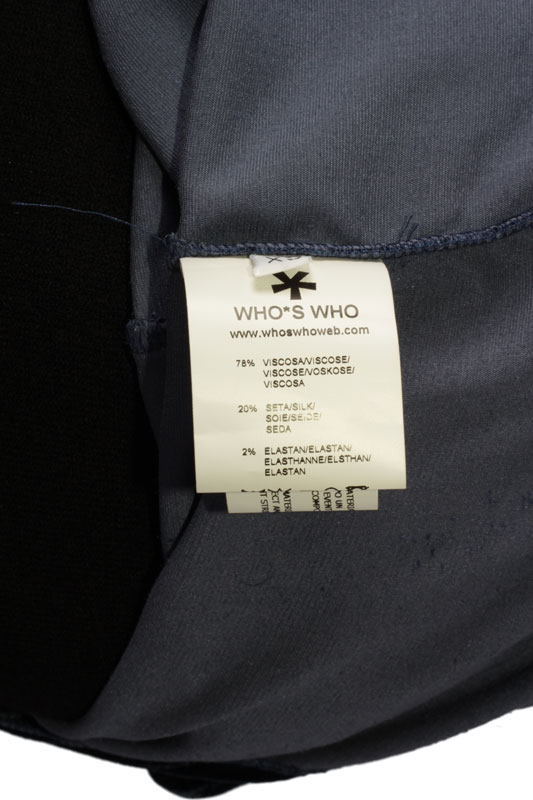 WHO*S WHO
www.whoswhoweb.com
78% VISCOSA/VISCOSE/
VISCOSE/VOSKOSE/
VISCOSA
20% SETA/SILK/
SOIE/SEIDE/
SEDA
2% ELASTAN/ELASTAN/
ELASTHANNE/ELSTHAN/
ELASTAN